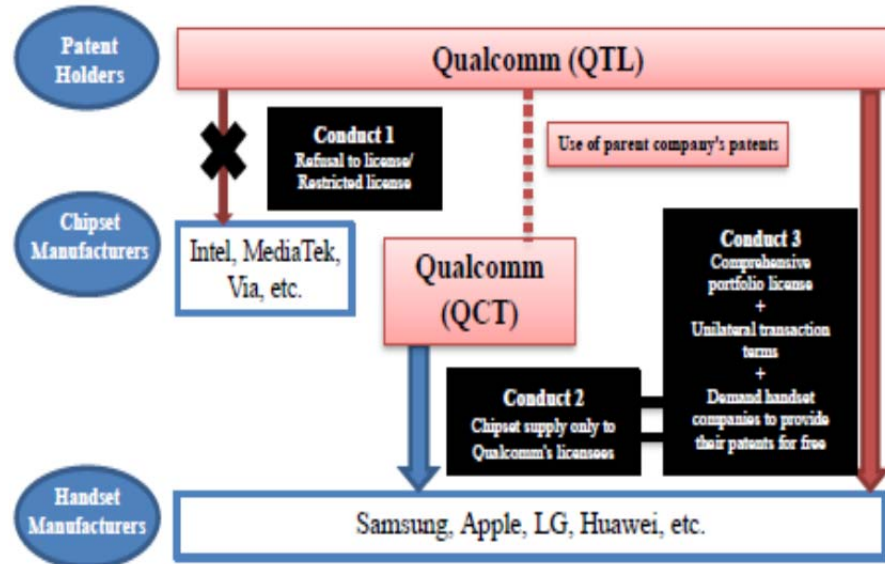 Patent
Holders
Qualcomm (QTL)
Conduct 1
Refusal to license/
Restricted license
Use of parent company's patents
Chipset
Manufacturers
Intel, MediaTek,
Via, etc.
Qualcomm
(QCT)
Conduct 3
Comprehensive
portfolio license
+
Unilateral transaction
terms
+
Demand handset
companies to provide
their patents for free
Conduct 2
Chipset supply only to
Qualcomm's licensees
Handset
Manufacturers
Samsung, Apple, LG, Huawei, etc.